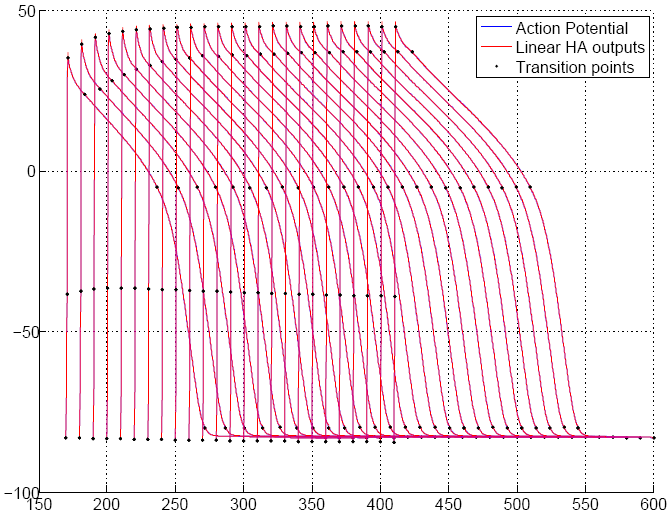 50
0
−50
−100
Action Potential
Linear HA outputs
Transition points
150 200 250 300 350 400 450 500 550 600